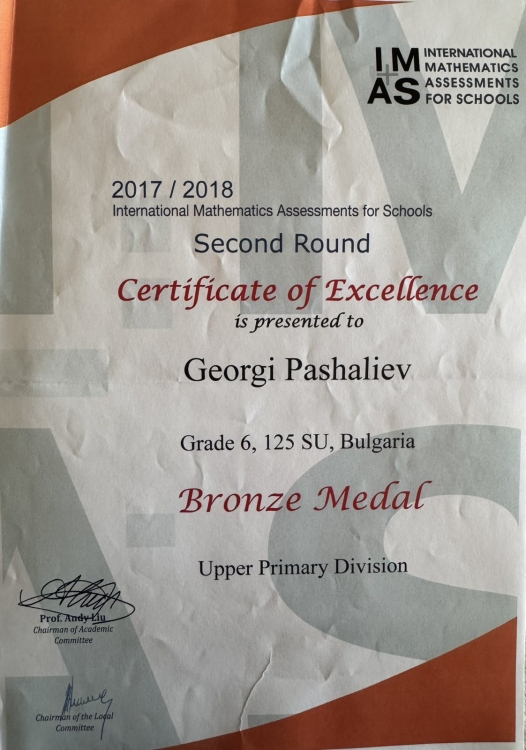 INTERNATIONAL
MATHEMATICS
ASSESSMENTS
FOR SCHOOLS
IM
AS
2017 / 2018
International Mathematics Assessments for Schools
Second Round
Certificate of Excellence
is presented to
Georgi Pashaliev
Grade 6, 125 SU, Bulgaria
Bronze Medal
Upper Primary Division
Prof. Andy Liu
Chairman of Academic
Committee
Chairman of the Local
Committee